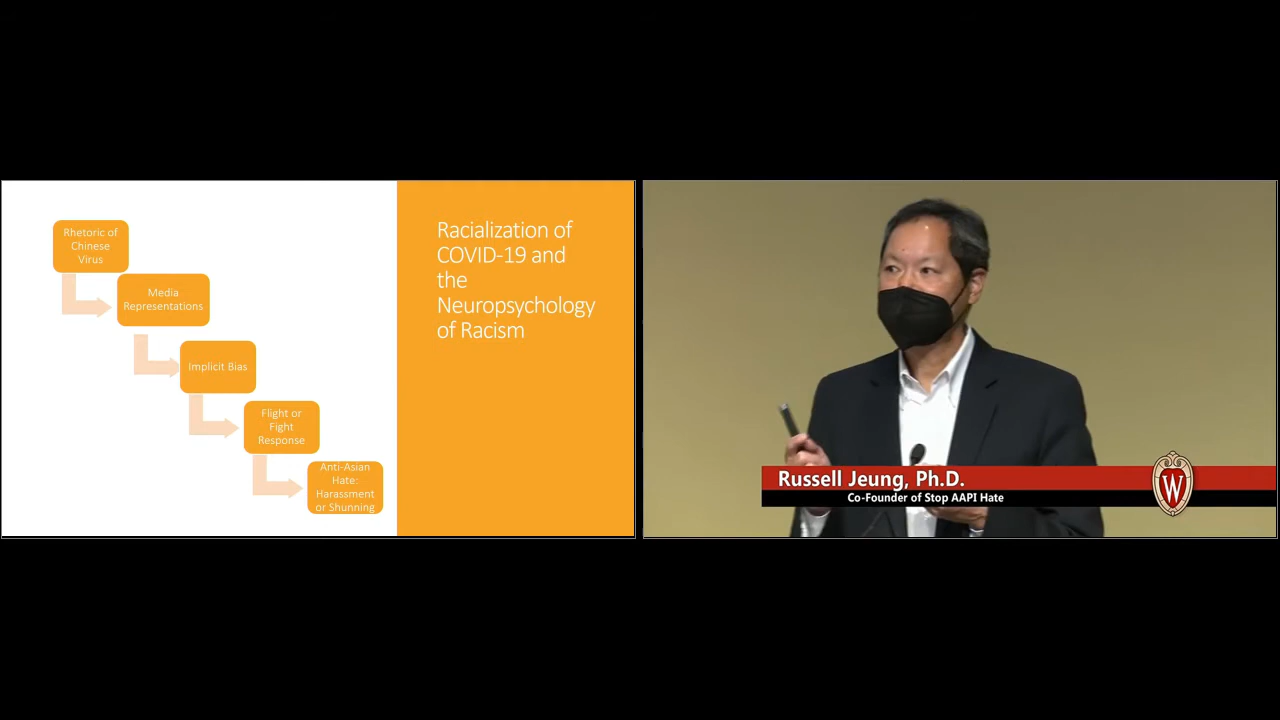 Rhetoric of
Chinese
Virus
Media
Representations
Implicit Bias
Flight or
Fight
Response
Anti-Asian
Hate:
Harassment
or Shunning
Racialization of
COVID-19 and
the
Neuropsychology
of Racism
Russell Jeung, Ph.D.
Co-Founder of Stop AAPI Hate
W